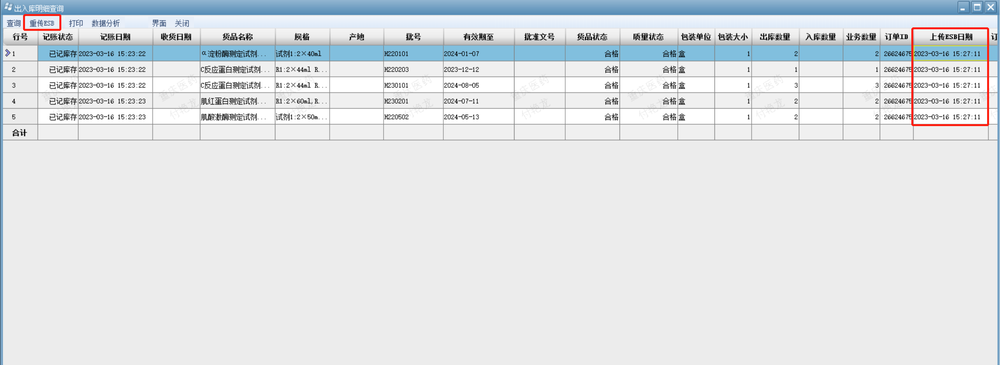 出入库明细查询
查询 重传ESB 打印 数据分析 界面 关闭
行号 记账状态 记账日期 收货日期 货品名称 规格 产地 批号 有效期至 批准文号 货品状态 质量状态 包装单位 包装大小 出库数量 入库数量 业务数量 订单ID 上传ESB日期 订
1 已记库存 2023-03-16 15:23:22 α淀粉酶测定试剂... 试剂1:2×40ml H220101 2024-01-07 合格 合格 盒 1 2 2 26624675 2023-03-16 15:27:11
2 已记库存 2023-03-16 15:23:22 C反应蛋白测定试剂... R1:2×44ml R... H220203 2023-12-12 合格 合格 盒 1 1 1 26624675 2023-03-16 15:27:11
3 已记库存 2023-03-16 15:23:22 C反应蛋白测定试剂... R1:2×44ml R... H230101 2024-08-05 合格 合格 盒 1 3 3 26624675 2023-03-16 15:27:11
4 已记库存 2023-03-16 15:23:23 肌红蛋白测定试剂... R1:2×60ml,R... H230201 2024-07-11 合格 合格 盒 1 2 2 26624675 2023-03-16 15:27:11
5 已记库存 2023-03-16 15:23:23 肌酸激酶测定试剂... 试剂1:2×50m... H220502 2024-05-13 合格 合格 盒 1 2 2 26624675 2023-03-16 15:27:11
合计
重庆医药
付艳龙